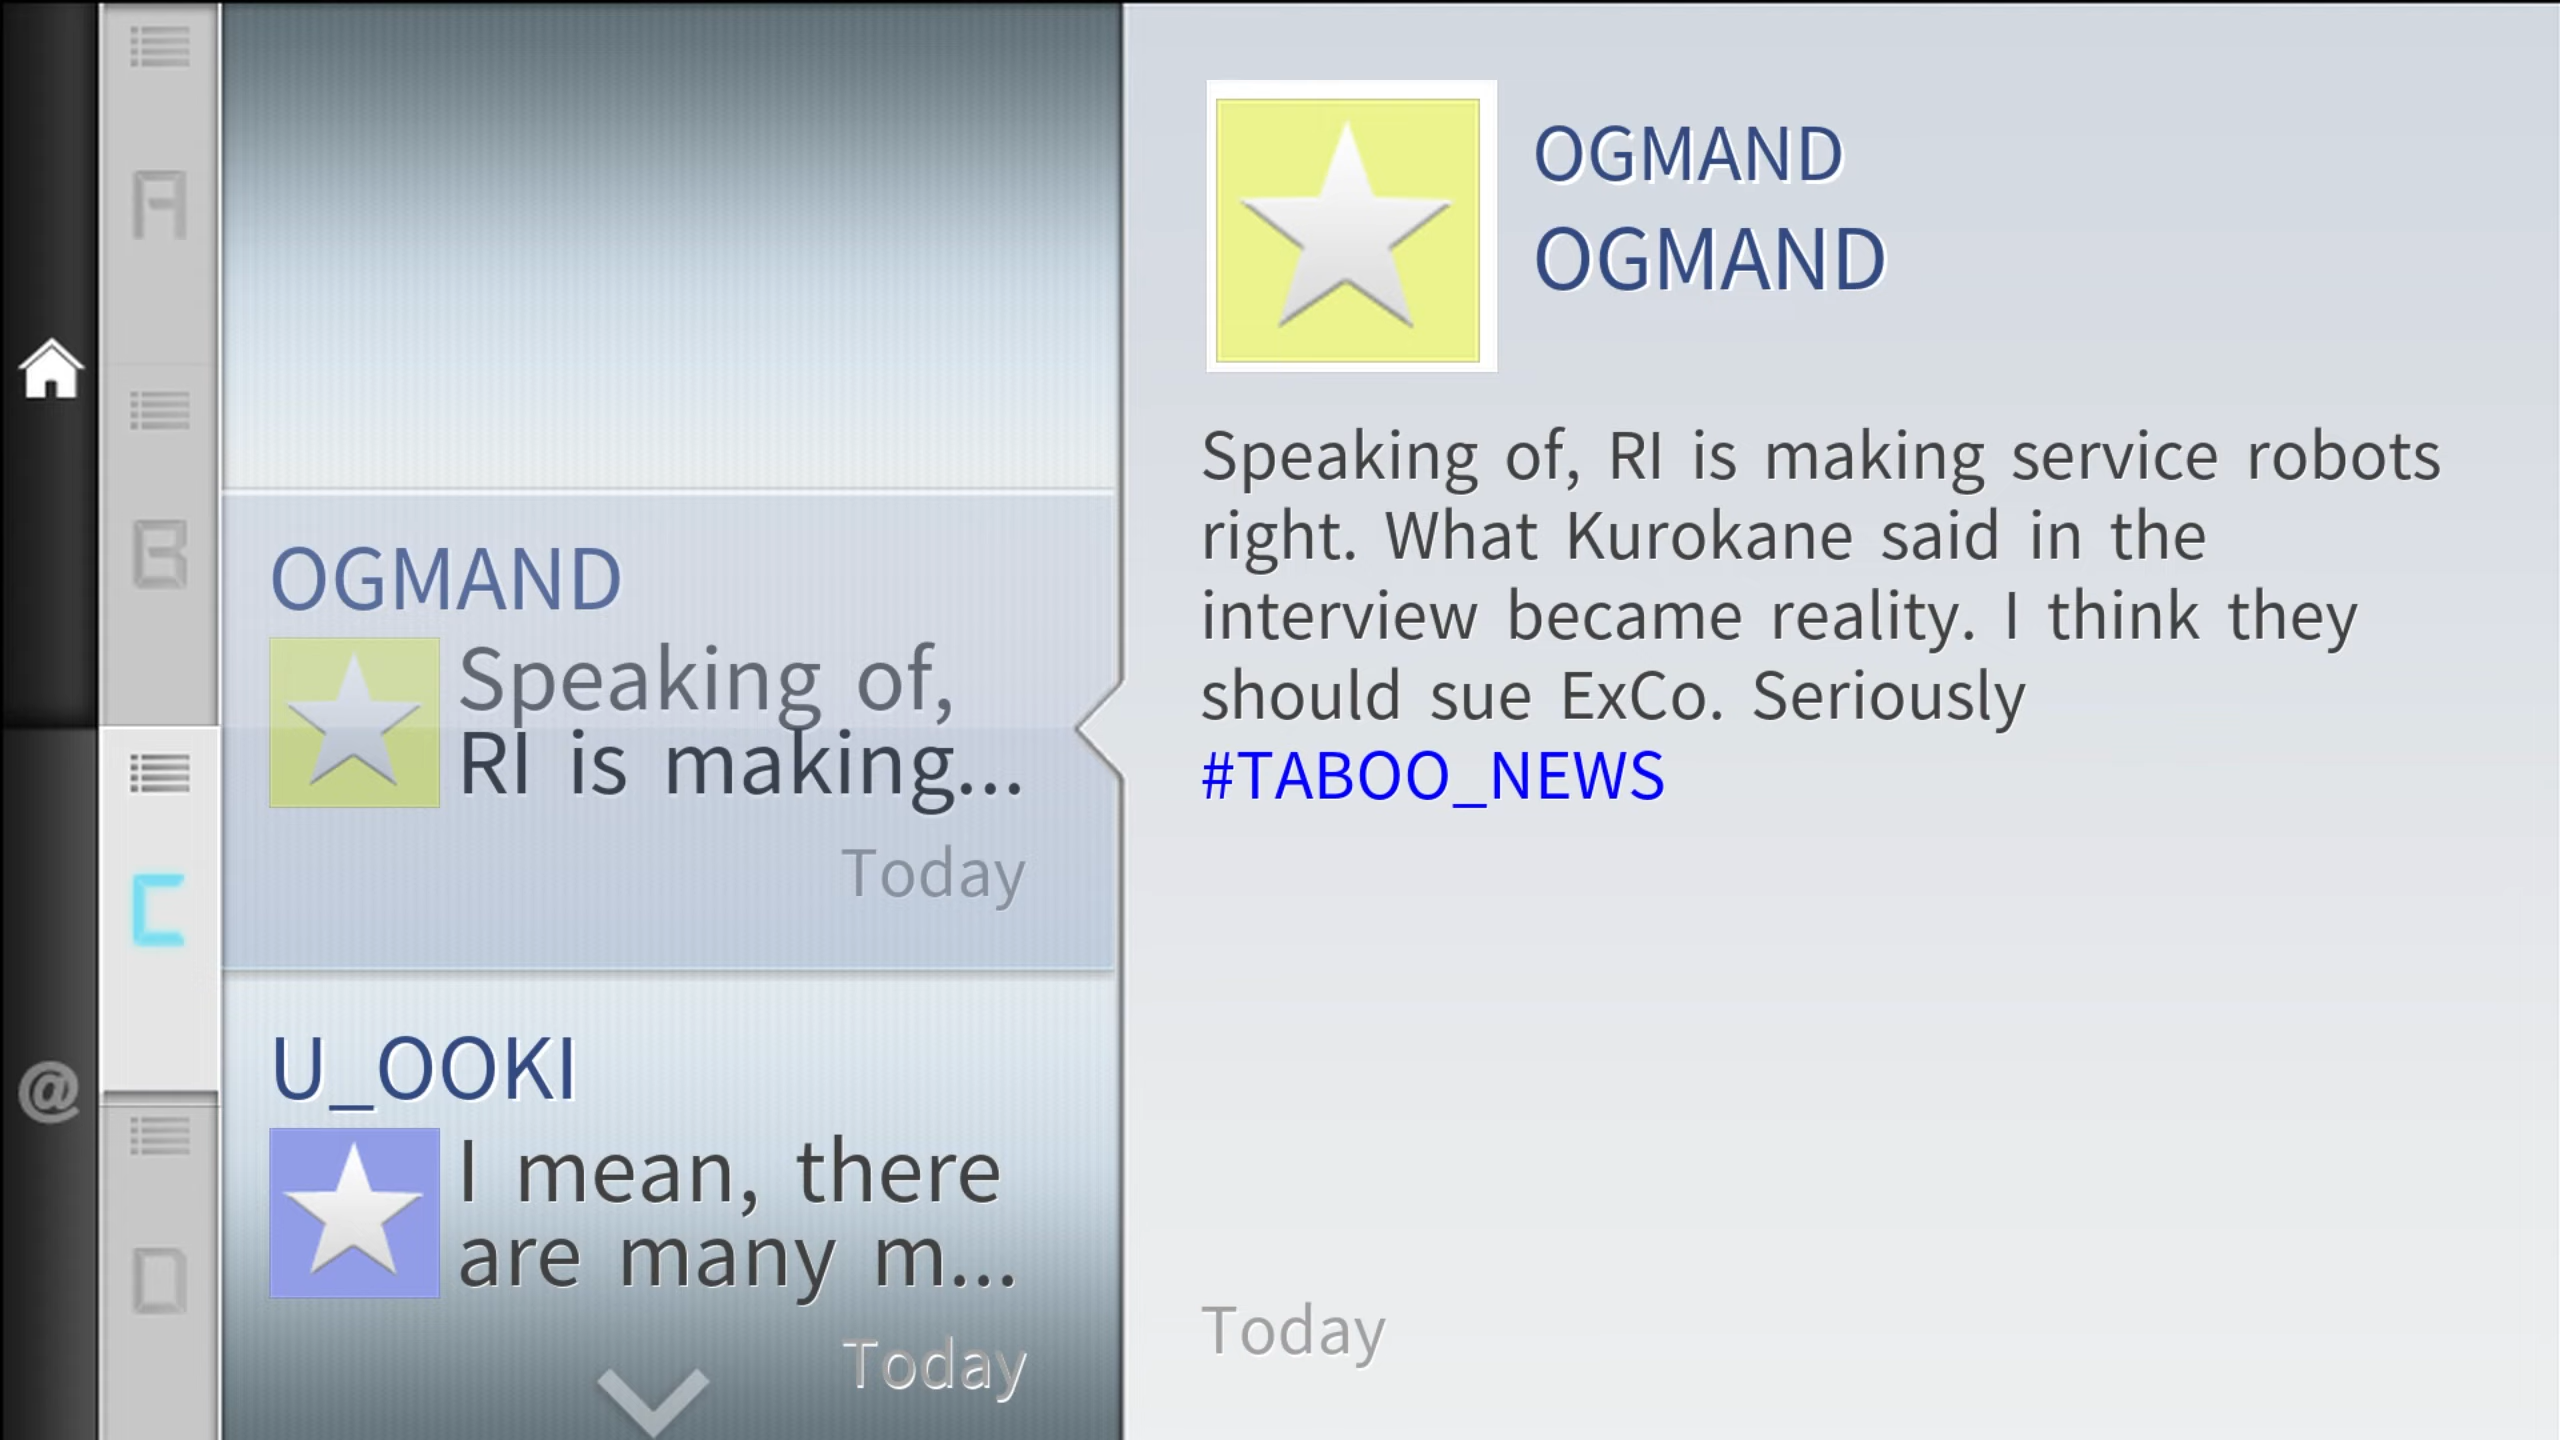 A
B
C
D
@
OGMAND
Speaking of,
RI is making...
Today
U_OOKI
I mean, there
are many m...
Today
OGMAND
OGMAND
Speaking of, RI is making service robots
right. What Kurokane said in the
interview became reality. I think they
should sue ExCo. Seriously
#TABOO_NEWS
Today